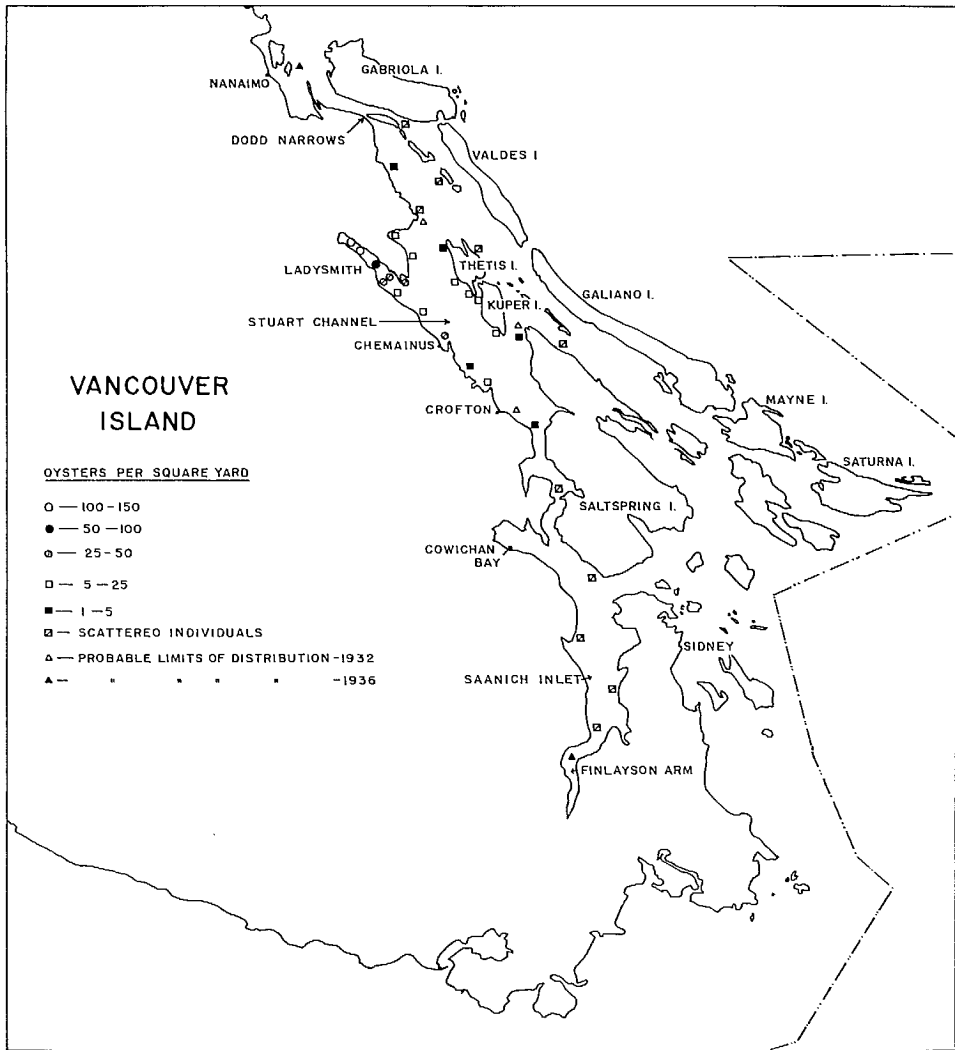 GABRIOLA I.
NANAIMO
DODD NARROWS
VALDES I
LADYSMITH
THETIS I.
GALIANO I.
KUPER I.
STUART CHANNEL
CHEMAINUS
VANCOUVER
ISLAND
MAYNE I.
CROFTON
SATURNA I.
OYSTERS PER SQUARE YARD
100-150
50-100
25-50
5-25
1-5
SCATTEREO INDIVIDUALS
PROBABLE LIMITS OF DISTRIBUTION-1932
" " " " -1936
SALTSPRING I.
COWICHAN
BAY
SIDNEY
SAANICH INLET
FINLAYSON ARM